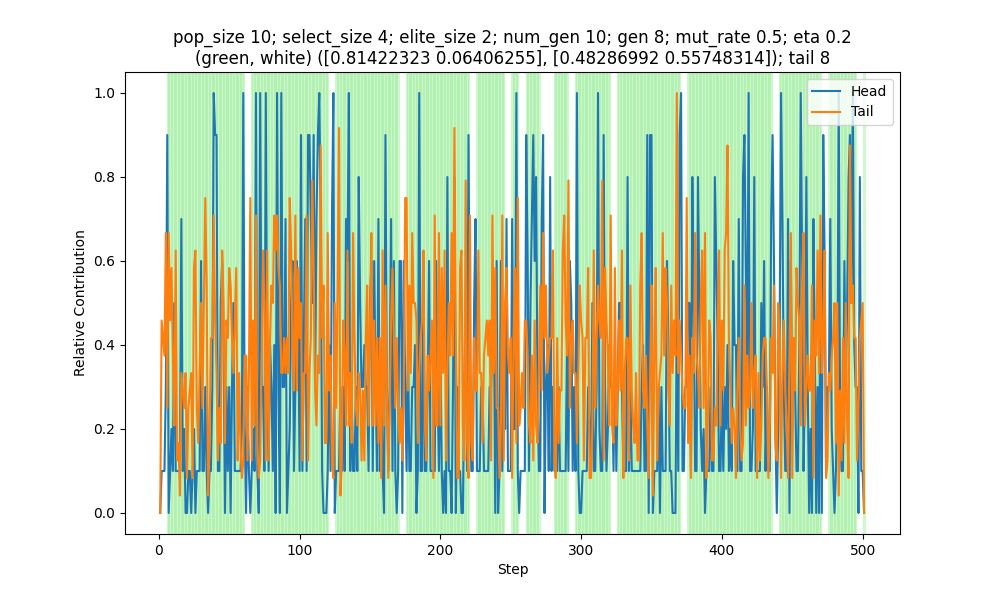 pop_size 10; select_size 4; elite_size 2; num_gen 10; gen 8; mut_rate 0.5; eta 0.2
(green, white) ([0.81422323 0.06406255], [0.48286992 0.55748314]); tail 8
Head
Tail
Relative Contribution
1.0
0.8
0.6
0.4
0.2
0.0
0 100 200 300 400 500
Step